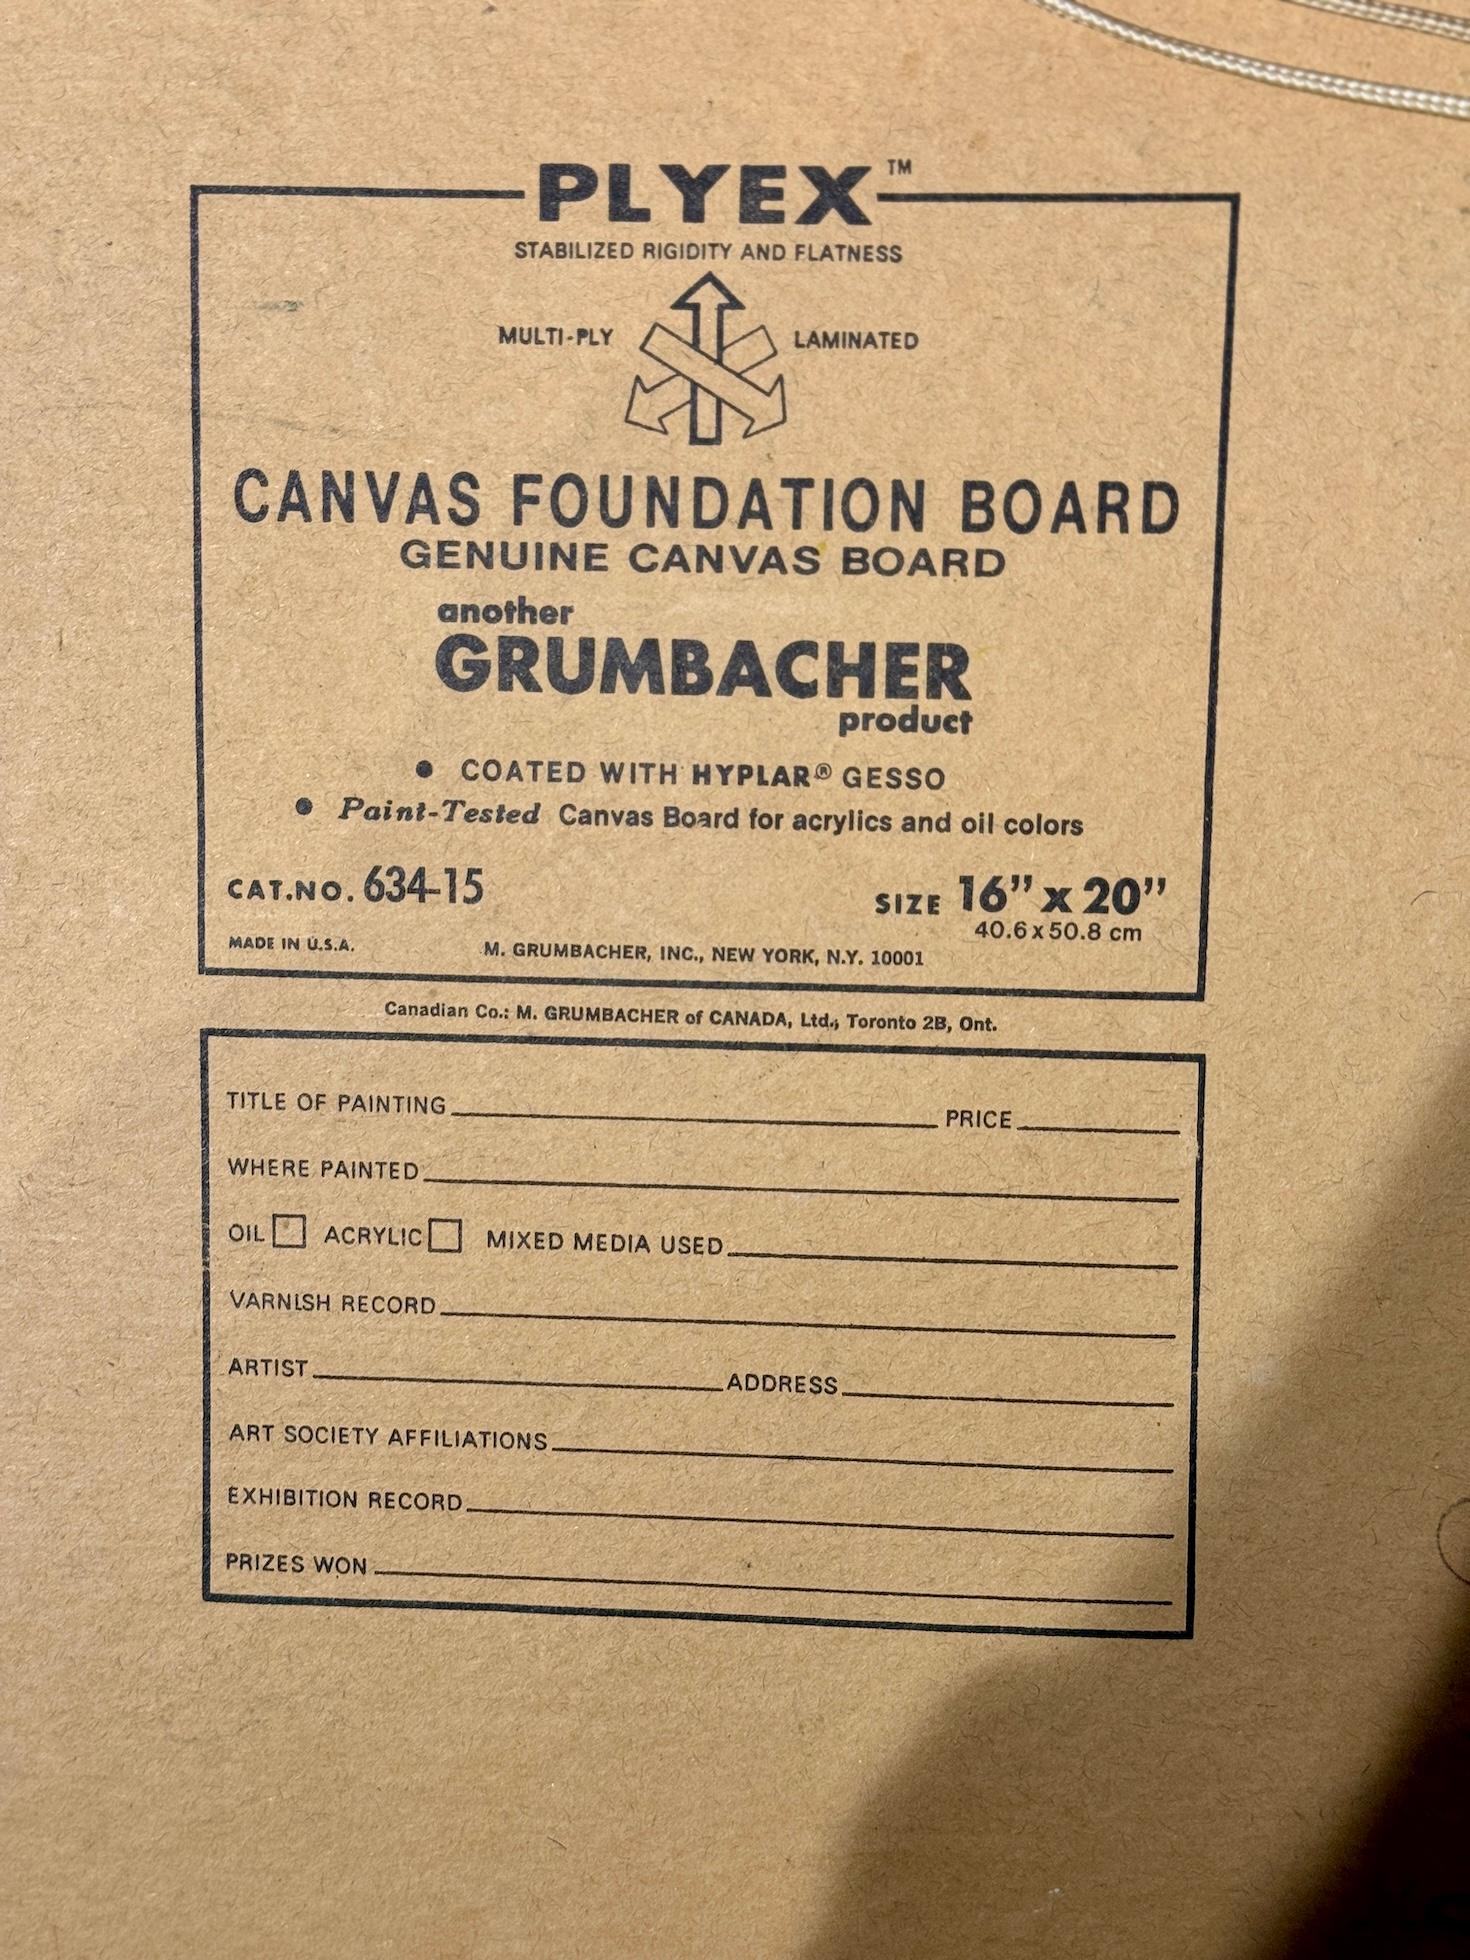 PLYEX™
STABILIZED RIGIDITY AND FLATNESS
MULTI-PLY LAMINATED
CANVAS FOUNDATION BOARD
GENUINE CANVAS BOARD
another
GRUMBACHER
product
• COATED WITH HYPLAR® GESSO
• Paint-Tested Canvas Board for acrylics and oil colors
CAT.NO. 634-15 SIZE 16" x 20"
40.6 x 50.8 cm
MADE IN U.S.A. M. GRUMBACHER, INC., NEW YORK, N.Y. 10001
Canadian Co.: M. GRUMBACHER of CANADA, Ltd., Toronto 2B, Ont.
TITLE OF PAINTING PRICE
WHERE PAINTED
OIL ACRYLIC MIXED MEDIA USED
VARNISH RECORD
ARTIST ADDRESS
ART SOCIETY AFFILIATIONS
EXHIBITION RECORD
PRIZES WON